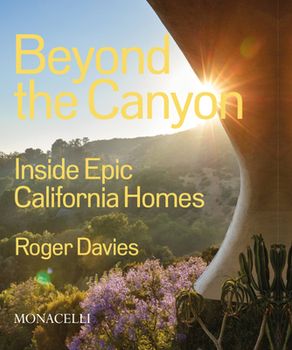 Beyond
the Canyon
Inside Epic
California Homes
Roger Davies
MONACELLI